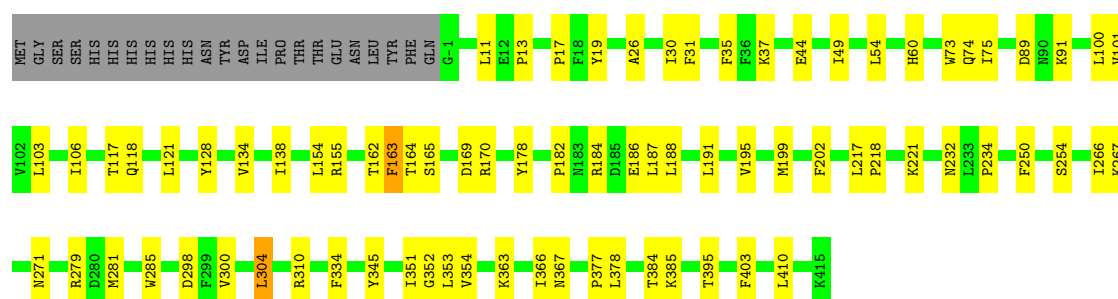 MET GLY SER SER HIS HIS HIS HIS HIS HIS ASN TYR ASP ILE PRO THR THR GLU ASN LEU TYR PHE GLN G-1 L11 E12 P13 P17 F18 Y19 A26 I30 F31 F35 F36 K37 E44 I49 L54 H60 W73 Q74 I75 D89 N90 K91 L100 V101
V102 L103 I106 T117 Q118 L121 Y128 V134 I138 L154 R155 T162 F163 T164 S165 D169 R170 Y178 P182 N183 R184 D185 E186 L187 L188 L191 V195 M199 F202 L217 P218 K221 N232 L233 P234 F250 S254 I266 K267
N271 R279 D280 M281 W285 D298 F299 V300 L304 R310 F334 Y345 I351 G352 L353 V354 K363 I366 N367 P377 L378 T384 K385 T395 F403 L410 K415